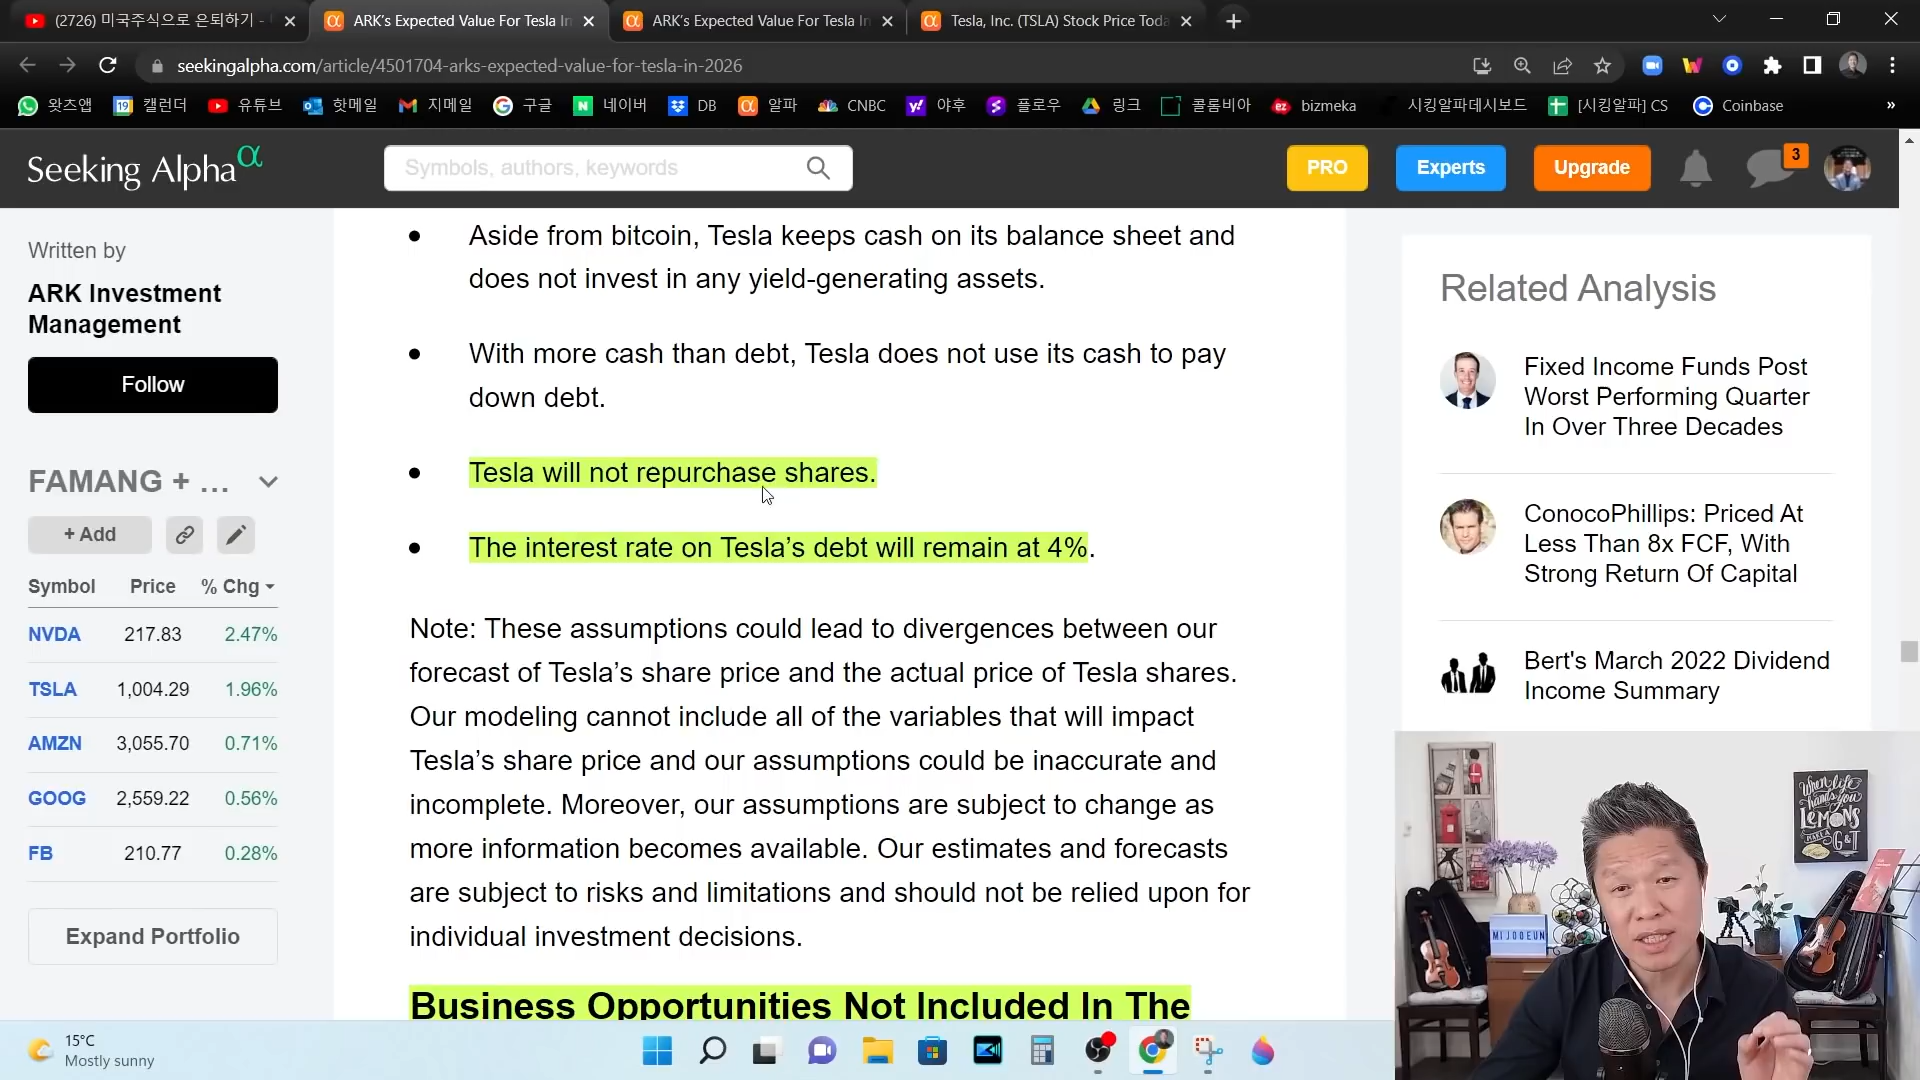 (2726) 미국주식으로 은퇴하기 -
ARK's Expected Value For Tesla In
ARK's Expected Value For Tesla In
Tesla, Inc. (TSLA) Stock Price Toda
seekingalpha.com/article/4501704-arks-expected-value-for-tesla-in-2026
왓츠앱
19
캘린더
유튜브
핫메일
지메일
구글
네이버
DB
알파
CNBC
야후
플로우
링크
콜롬비아
bizmeka
시킹알파데시보드
[시킹알파] CS
Coinbase
»
Seeking Alpha α
Symbols, authors, keywords
PRO
Experts
Upgrade
3
Written by
ARK Investment
Management
Follow
FAMANG + ...
+ Add
Symbol Price % Chg
NVDA 217.83 2.47%
TSLA 1,004.29 1.96%
AMZN 3,055.70 0.71%
GOOG 2,559.22 0.56%
FB 210.77 0.28%
Expand Portfolio
• Aside from bitcoin, Tesla keeps cash on its balance sheet and
does not invest in any yield-generating assets.
• With more cash than debt, Tesla does not use its cash to pay
down debt.
• Tesla will not repurchase shares.
• The interest rate on Tesla's debt will remain at 4%.
Note: These assumptions could lead to divergences between our
forecast of Tesla's share price and the actual price of Tesla shares.
Our modeling cannot include all of the variables that will impact
Tesla's share price and our assumptions could be inaccurate and
incomplete. Moreover, our assumptions are subject to change as
more information becomes available. Our estimates and forecasts
are subject to risks and limitations and should not be relied upon for
individual investment decisions.
Business Opportunities Not Included In The
Related Analysis
Fixed Income Funds Post
Worst Performing Quarter
In Over Three Decades
ConocoPhillips: Priced At
Less Than 8x FCF, With
Strong Return Of Capital
Bert's March 2022 Dividend
Income Summary
When life
hands you
LEMONS
MAKE A
G&T
MIJOOEUN
15°C
Mostly sunny